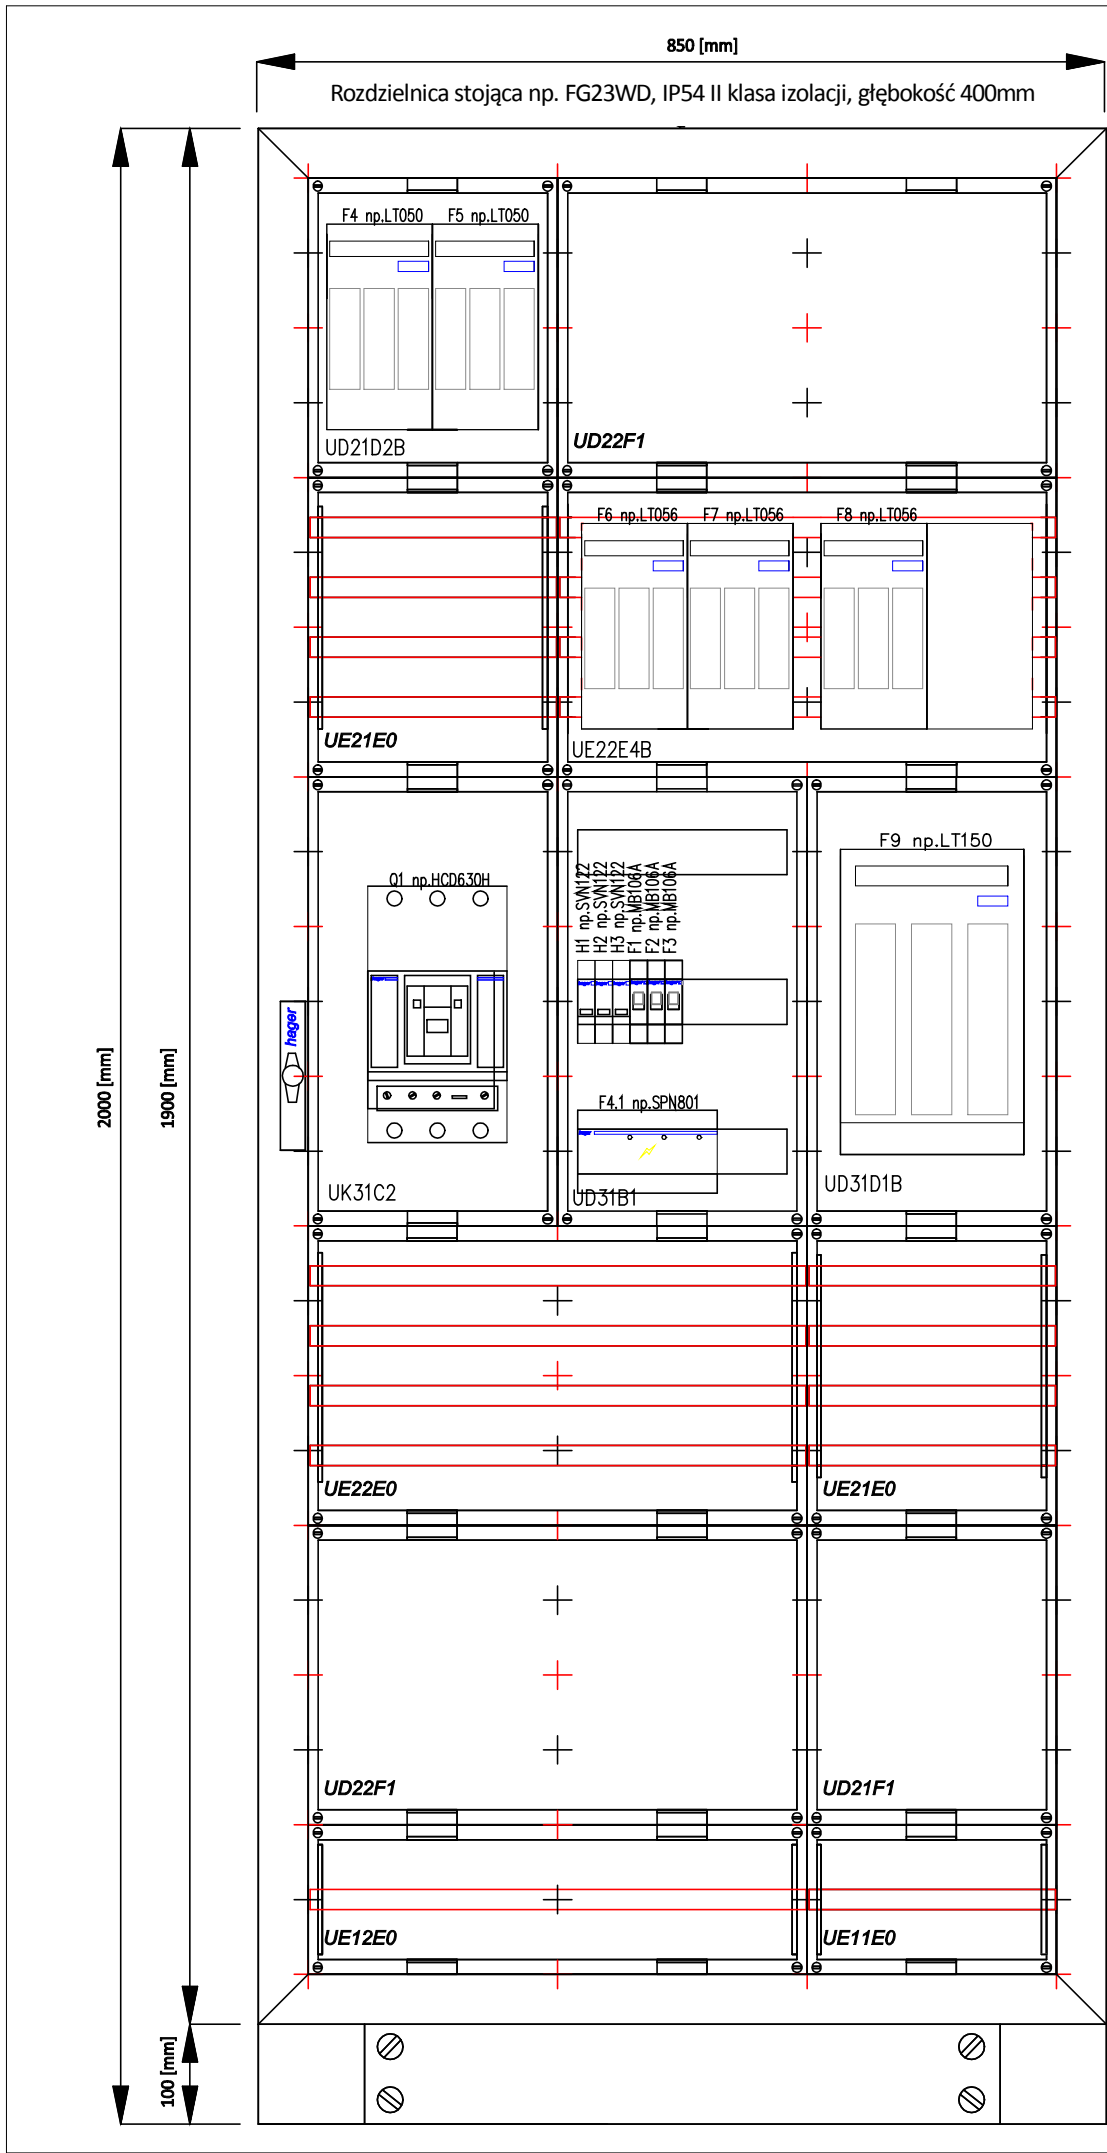 850 [mm]
Rozdzielnica stojąca np. FG23WD, IP54 II klasa izolacji, głębokość 400mm
F4 np.LT050
F5 np.LT050
UD21D2B
UD22F1
F6 np.LT056
F7 np.LT056
F8 np.LT056
UE21E0
UE22E4B
Q1 np.HCD630H
H1 np.SVN122
H2 np.SVN122
H3 np.SVN122
F1 np.MB106A
F2 np.MB106A
F3 np.MB106A
F9 np.LT150
hager
2000 [mm]
1900 [mm]
F4.1 np.SPN801
UK31C2
UD31B1
UD31D1B
UE22E0
UE21E0
UD22F1
UD21F1
UE12E0
UE11E0
100 [mm]